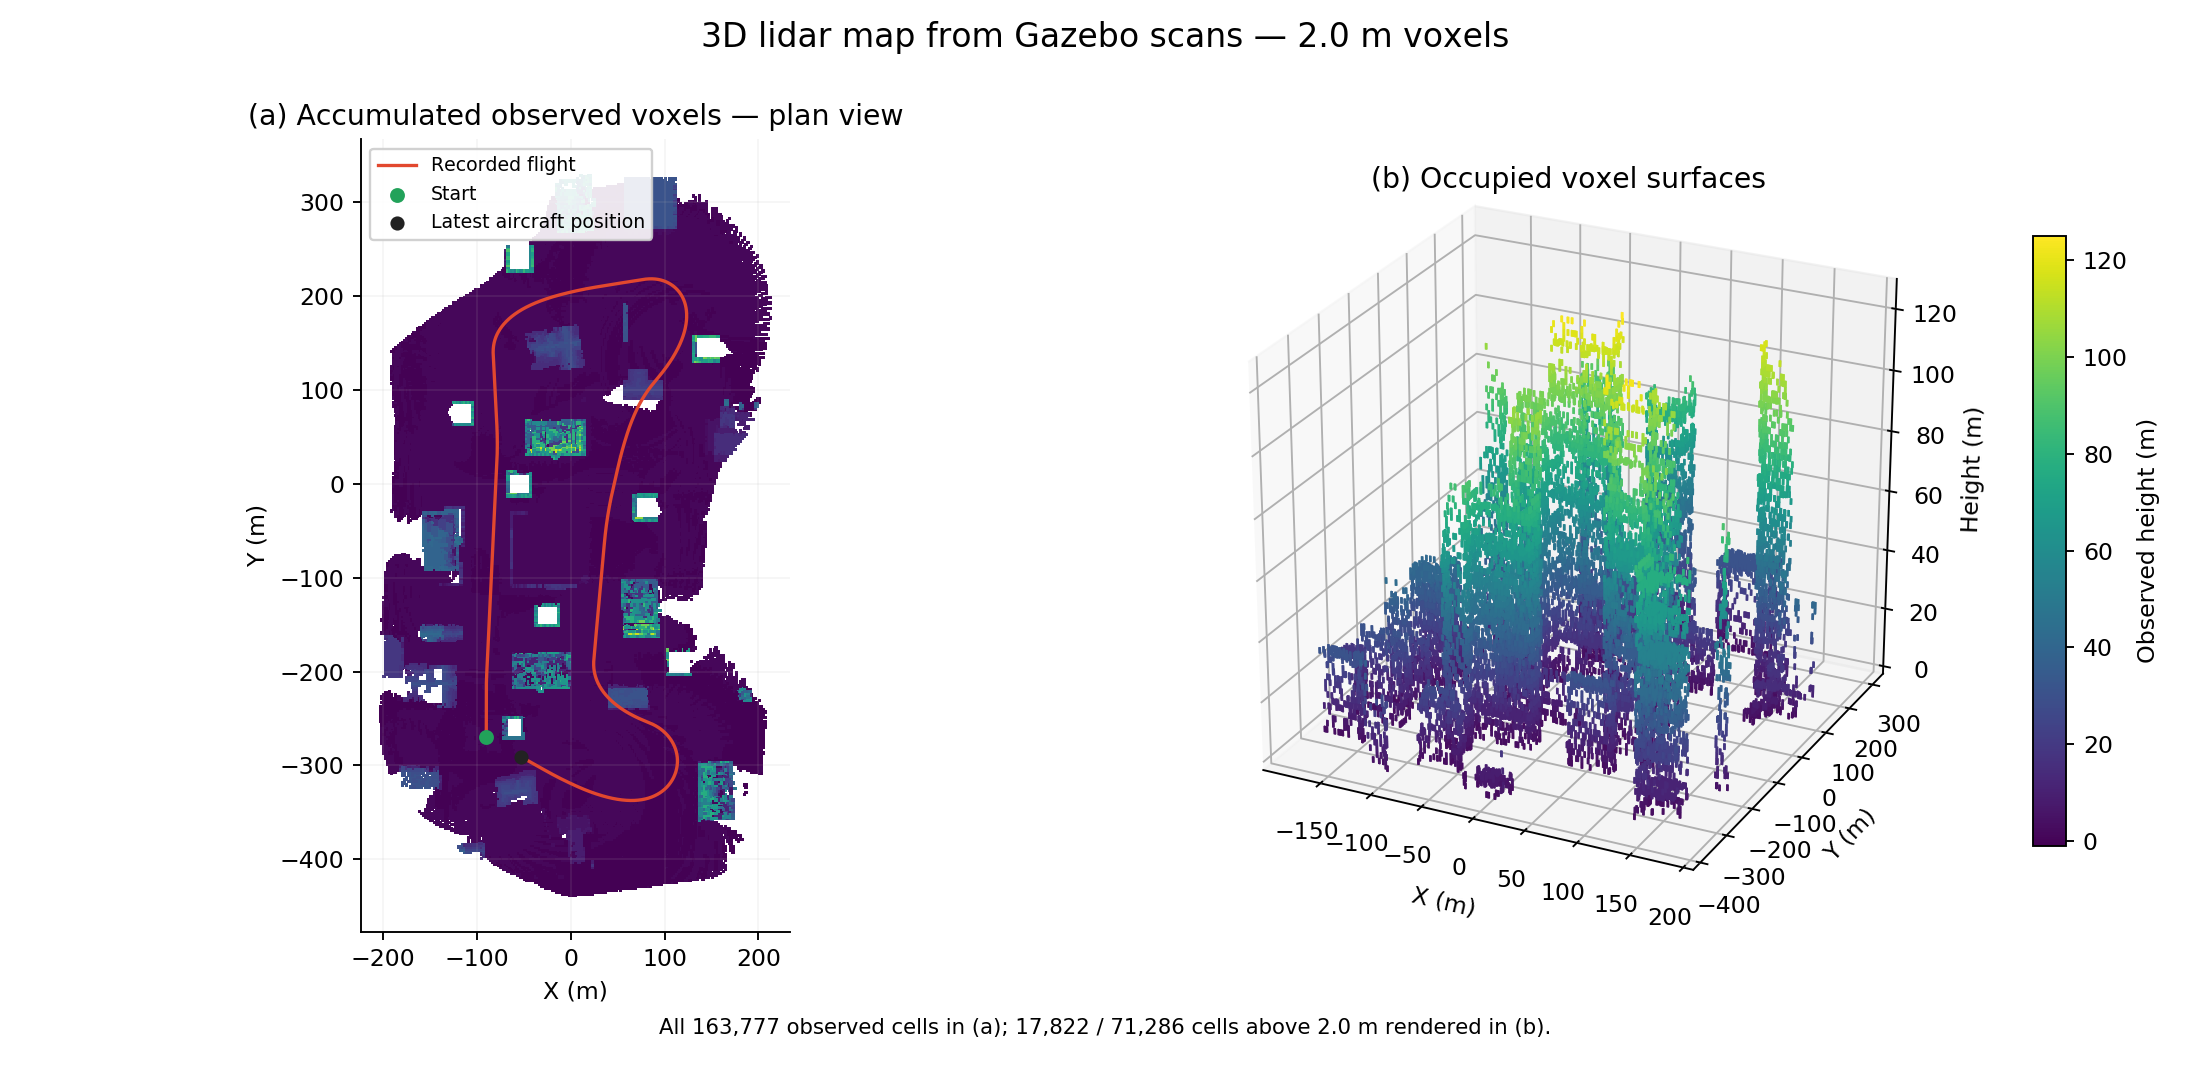 3D lidar map from Gazebo scans — 2.0 m voxels
(a) Accumulated observed voxels — plan view
Recorded flight
Start
Latest aircraft position
300
200
100
0
−100
−200
−300
−400
Y (m)
−200 −100 0 100 200
X (m)
(b) Occupied voxel surfaces
120
100
80
60
40
20
0
Height (m)
300
200
100
0
−100
−200
−300
−400
Y (m)
−150
−100
−50
0
50
100
150
200
X (m)
120
100
80
60
40
20
0
Observed height (m)
All 163,777 observed cells in (a); 17,822 / 71,286 cells above 2.0 m rendered in (b).